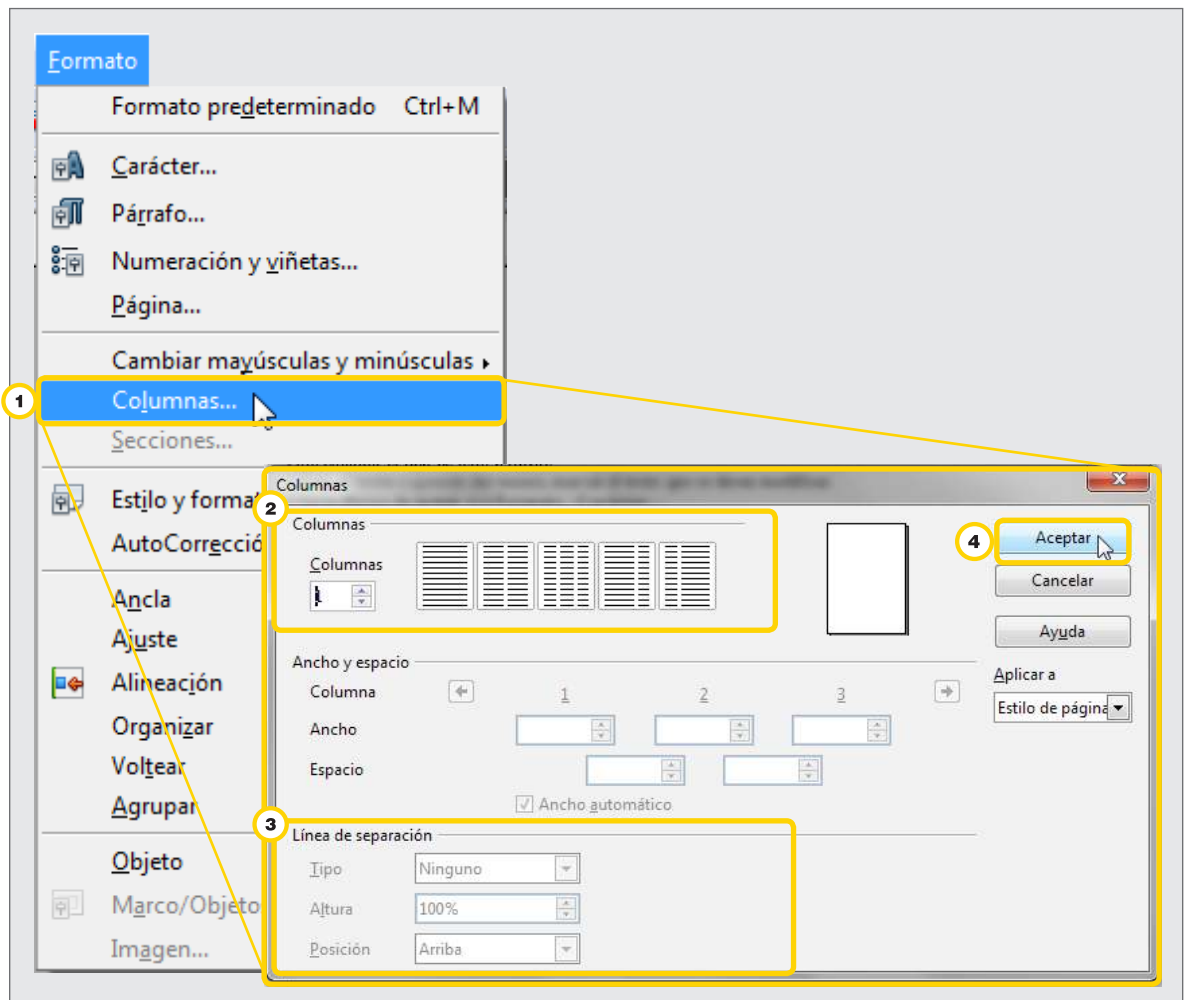 Formato
Formato predeterminado Ctrl+M
Carácter...
Párrafo...
Numeración y viñetas...
Página...
Cambiar mayúsculas y minúsculas
1
Columnas...
Secciones...
Estilo y format
AutoCorrecció
Ancla
Ajuste
Alineación
Organizar
Voltear
Agrupar
Objeto
Marco/Objeto
Imagen...
Columnas
2
Columnas
Columnas
4
Aceptar
Cancelar
Ayuda
Aplicar a
Estilo de página
Ancho y espacio
Columna 1 2 3
Ancho
Espacio
Ancho automático
3
Línea de separación
Tipo Ninguno
Altura 100%
Posición Arriba